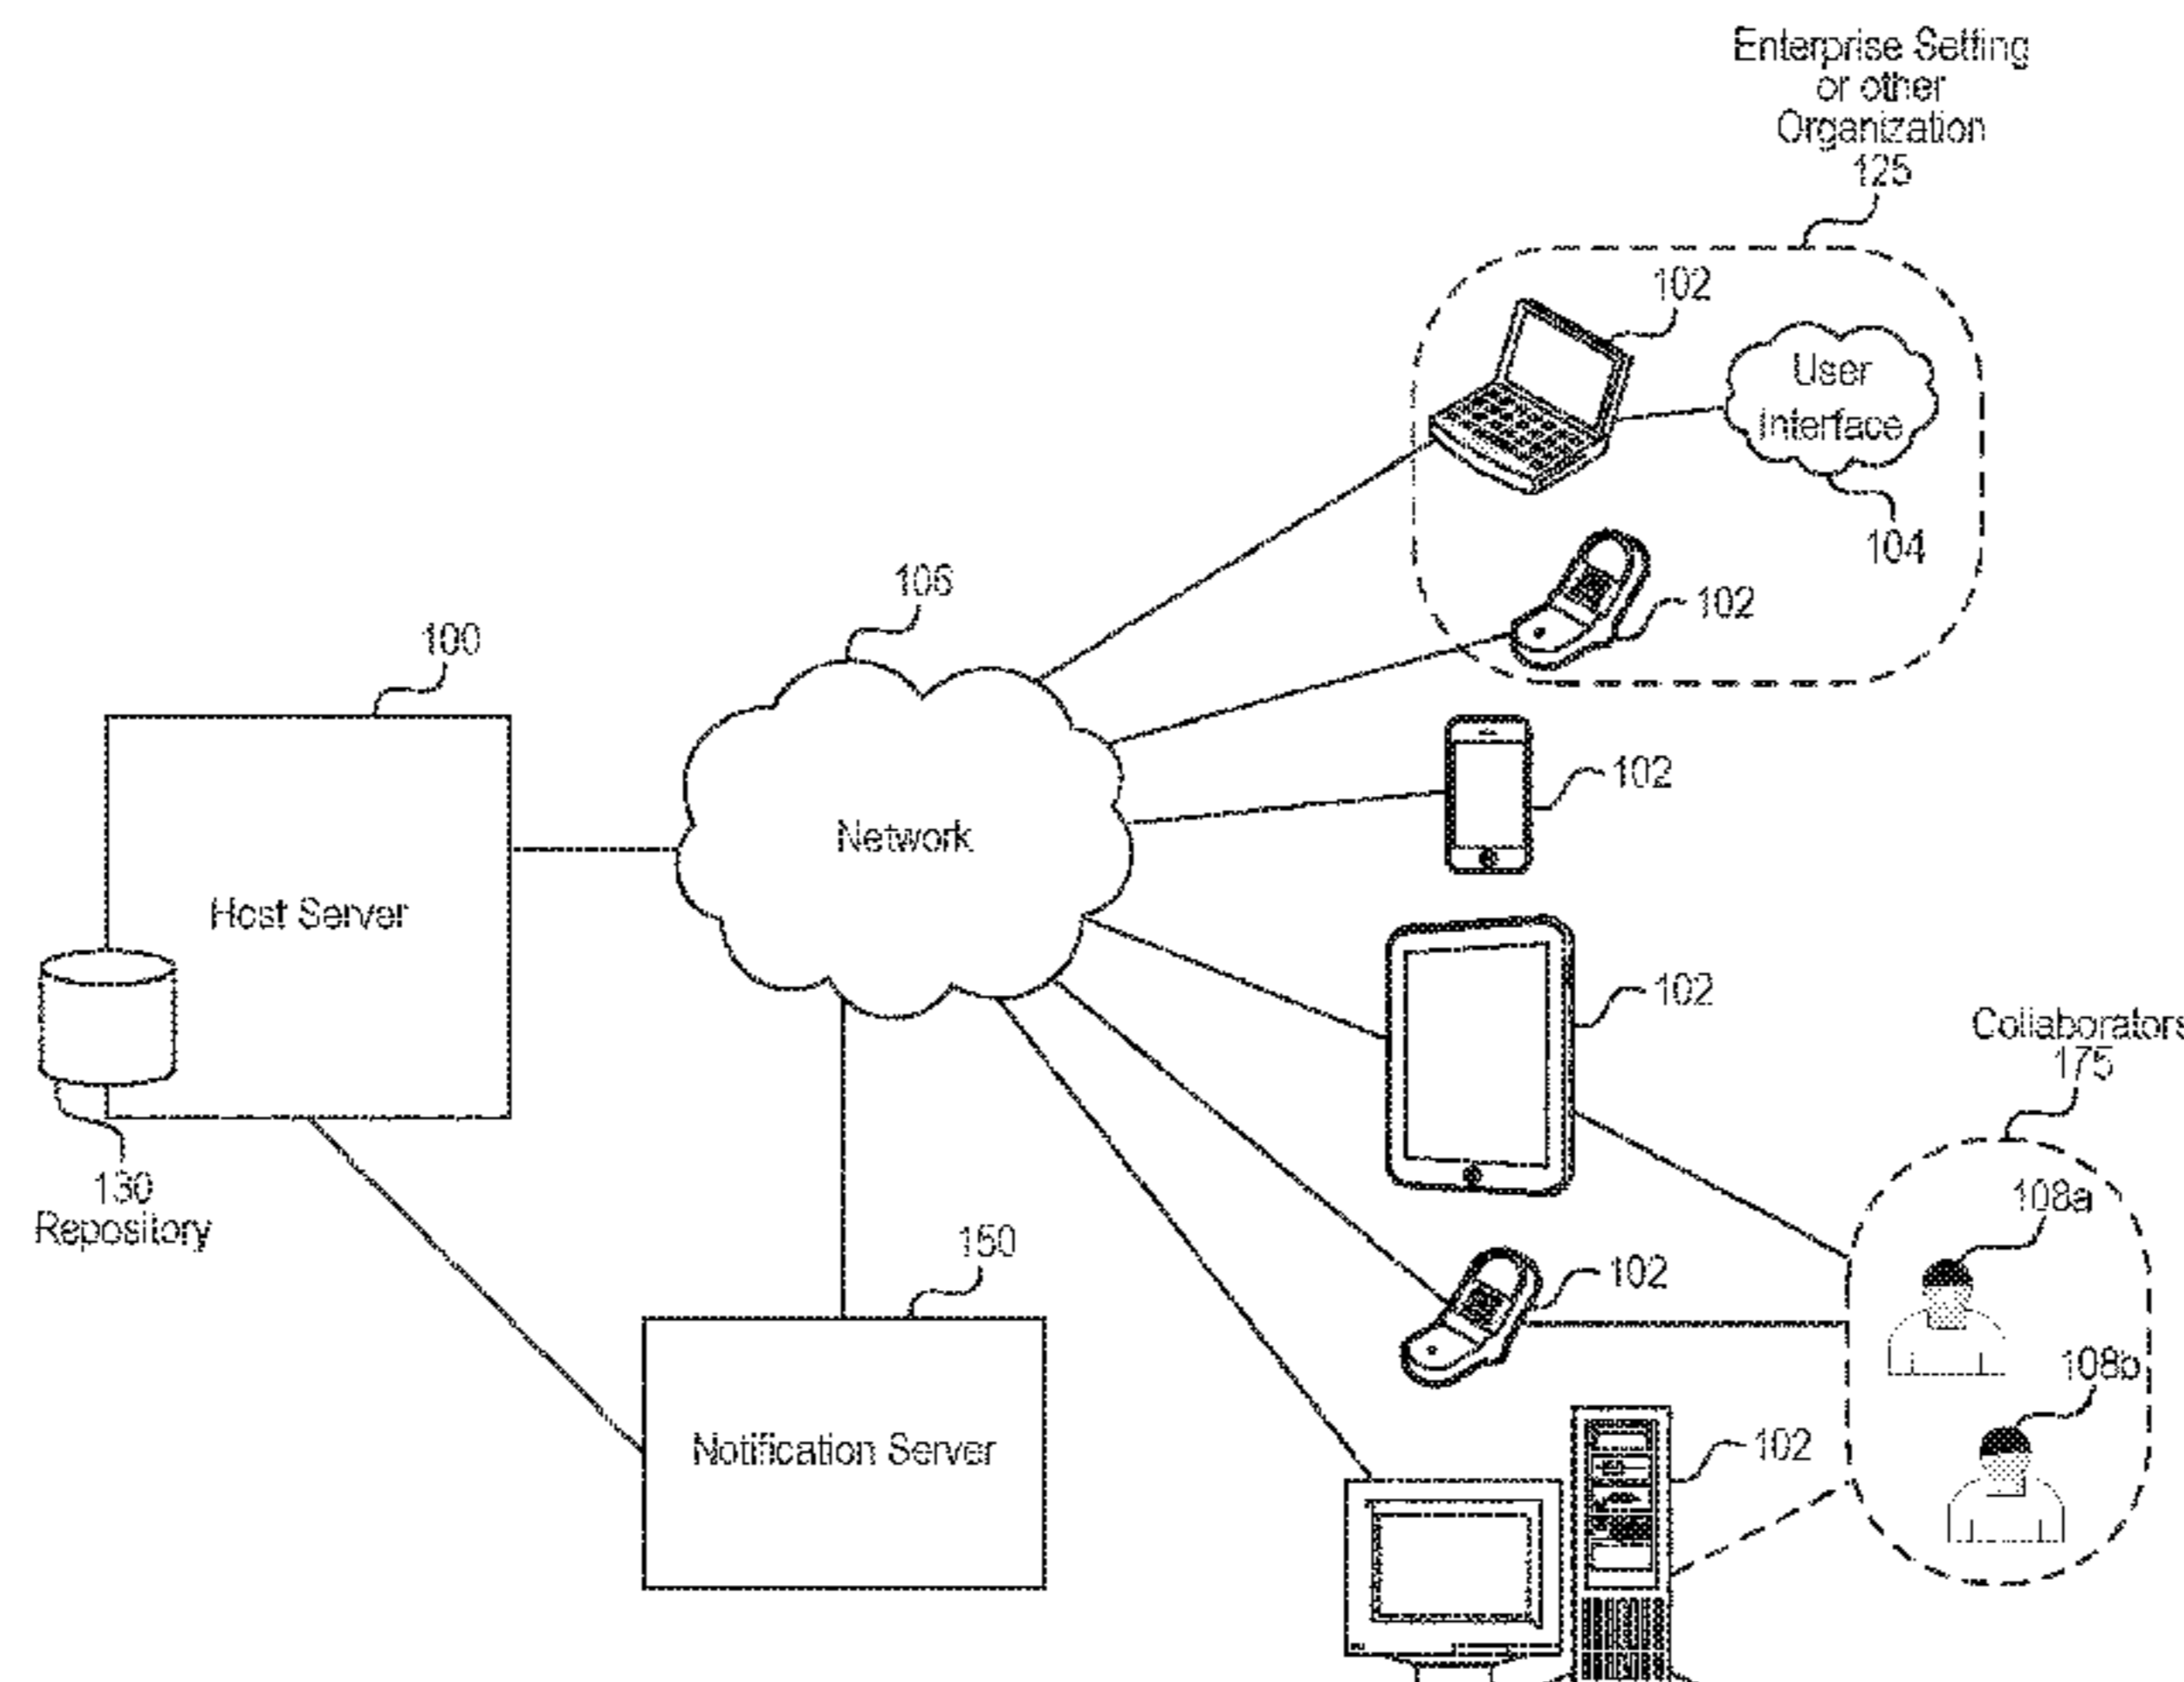 Enterprise Setting
or other
Organization
125
102
User
Interface
104
102
106
100
102
Network
Host Server
102
Collaborators
175
130
Repository
108a
150
102
108b
Notification Server
102